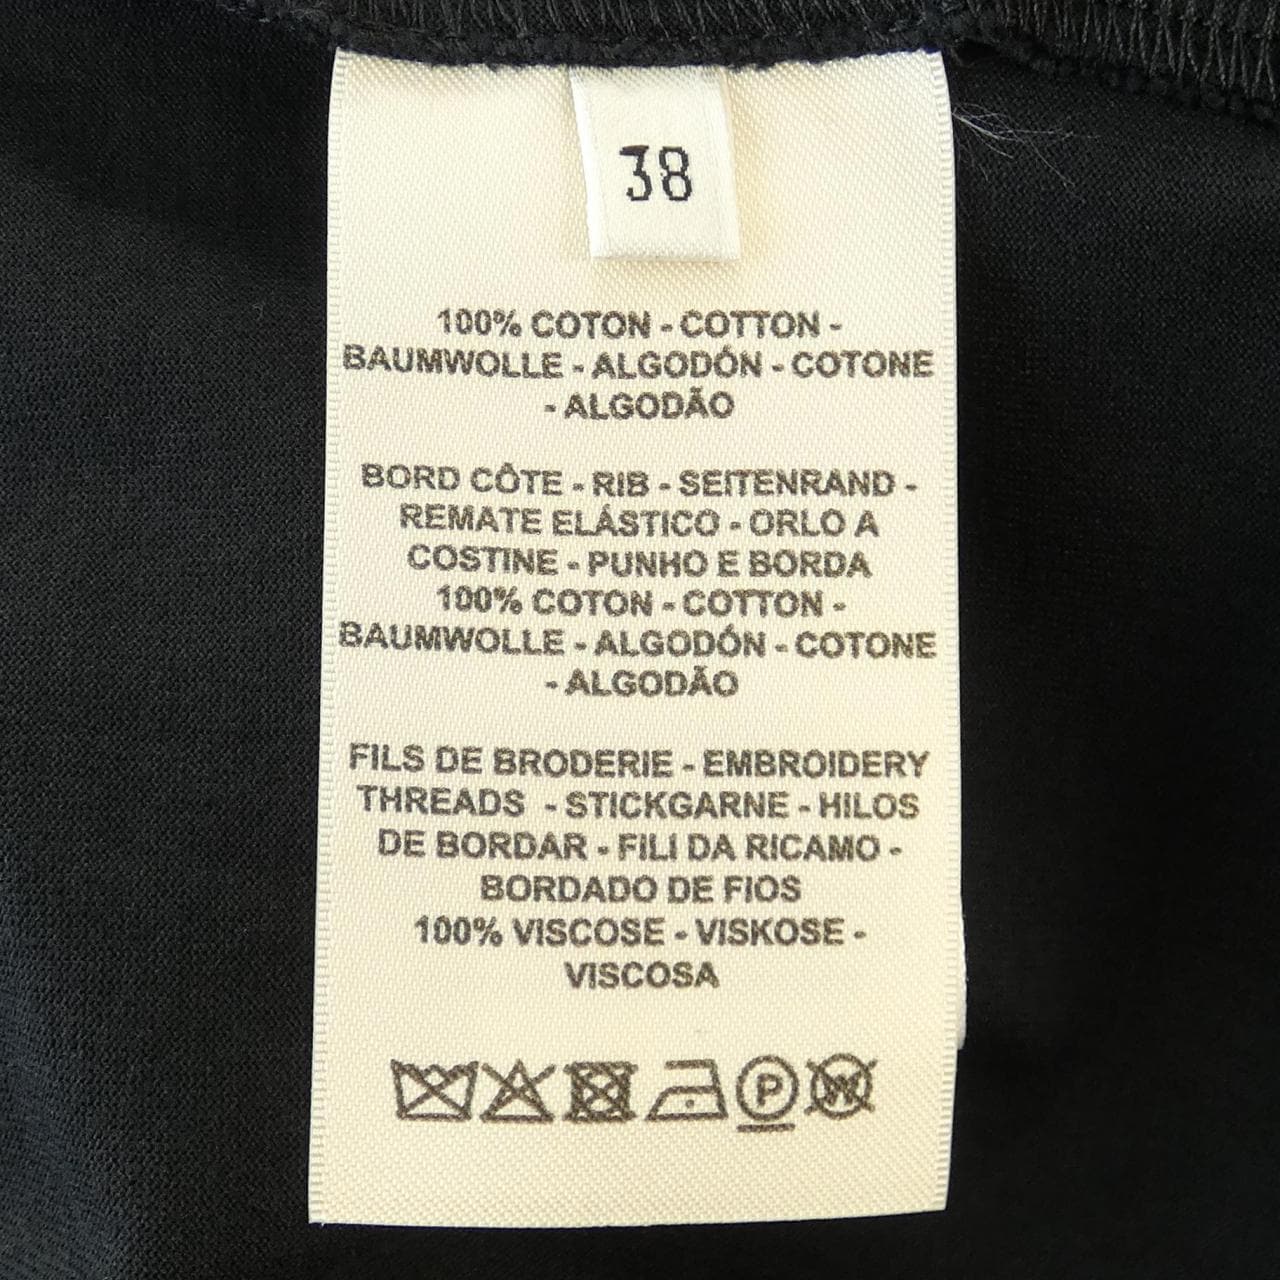 38
100% COTON - COTTON -
BAUMWOLLE - ALGODÓN - COTONE
- ALGODÃO
BORD CÔTE - RIB - SEITENRAND -
REMATE ELÁSTICO - ORLO A
COSTINE - PUNHO E BORDA
100% COTON - COTTON -
BAUMWOLLE - ALGODÓN - COTONE
- ALGODÃO
FILS DE BRODERIE - EMBROIDERY
THREADS - STICKGARNE - HILOS
DE BORDAR - FILI DA RICAMO -
BORDADO DE FIOS
100% VISCOSE - VISKOSE -
VISCOSA
P W